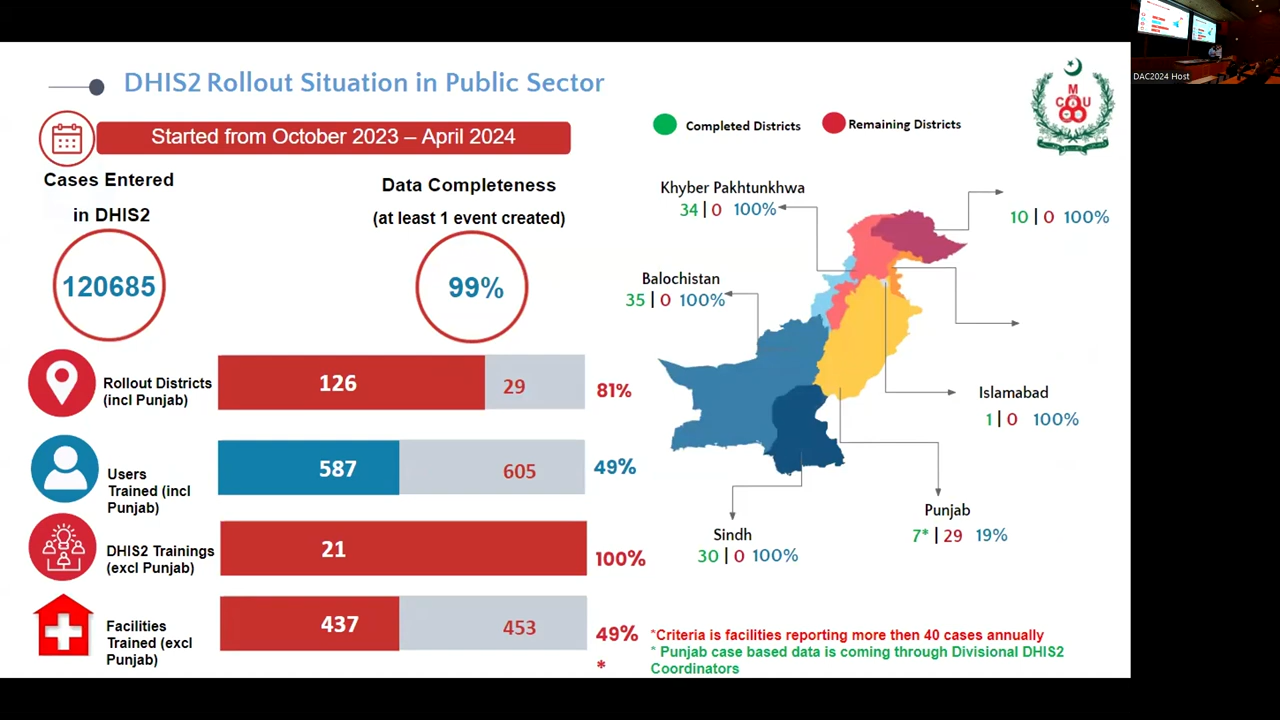 DHIS2 Rollout Situation in Public Sector
Started from October 2023 – April 2024
Cases Entered
in DHIS2
120685
Data Completeness
(at least 1 event created)
99%
Rollout Districts
(incl Punjab)
126
29
81%
Users
Trained (incl
Punjab)
587
605
49%
DHIS2 Trainings
(excl Punjab)
21
100%
Facilities
Trained (excl
Punjab)
437
453
49%
*
Completed Districts
Remaining Districts
M
C U
Khyber Pakhtunkhwa
34 | 0 100%
10 | 0 100%
Balochistan
35 | 0 100%
Islamabad
1 | 0 100%
Punjab
7* | 29 19%
Sindh
30 | 0 100%
*Criteria is facilities reporting more then 40 cases annually
* Punjab case based data is coming through Divisional DHIS2
Coordinators
DAC2024 Host